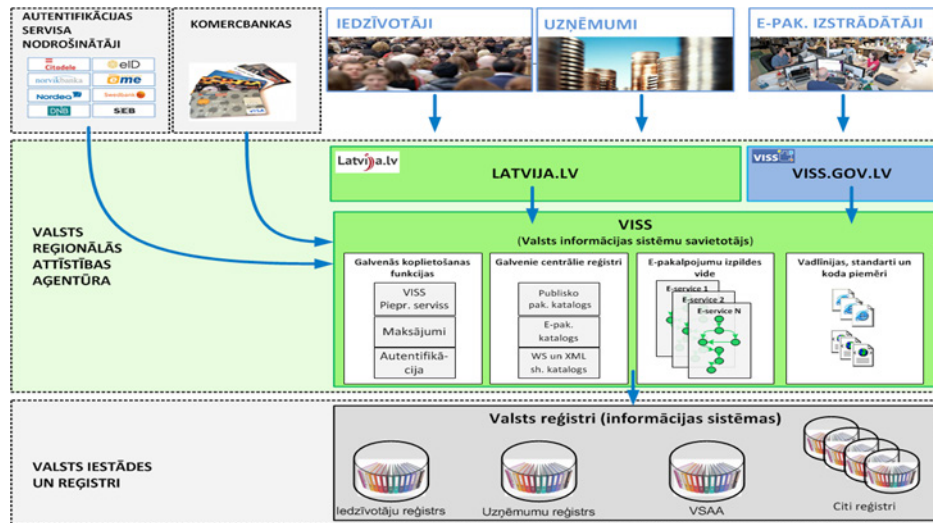 AUTENTIFIKĀCIJAS
SERVISA
NODROŠINĀTĀJI
Citadele
eID
norvik banka
eme
Nordea
Swedbank
DNB
SEB
KOMERCBANKAS
VISA
IEDZĪVOTĀJI
UZŅĒMUMI
E-PAK. IZSTRĀDĀTĀJI
VALSTS
REĢIONĀLĀS
ATTĪSTĪBAS
AĢENTŪRA
Latvija.lv
LATVIJA.LV
VISS
VISS.GOV.LV
VISS
(Valsts informācijas sistēmu savietotājs)
Galvenās koplietošanas
funkcijas
VISS
Piepr. serviss
Maksājumi
Autentifikā-
cija
Galvenie centrālie reģistri
Publisko
pak. katalogs
E-pak.
katalogs
WS un XML
sh. katalogs
E-pakalpojumu izpildes
vide
E-service 1
E-service 2
E-service N
Vadlīnijas, standarti un
koda piemēri
VALSTS IESTĀDES
UN REĢISTRI
Valsts reģistri (informācijas sistēmas)
Iedzīvotāju reģistrs
Uzņēmumu reģistrs
VSAA
Citi reģistri